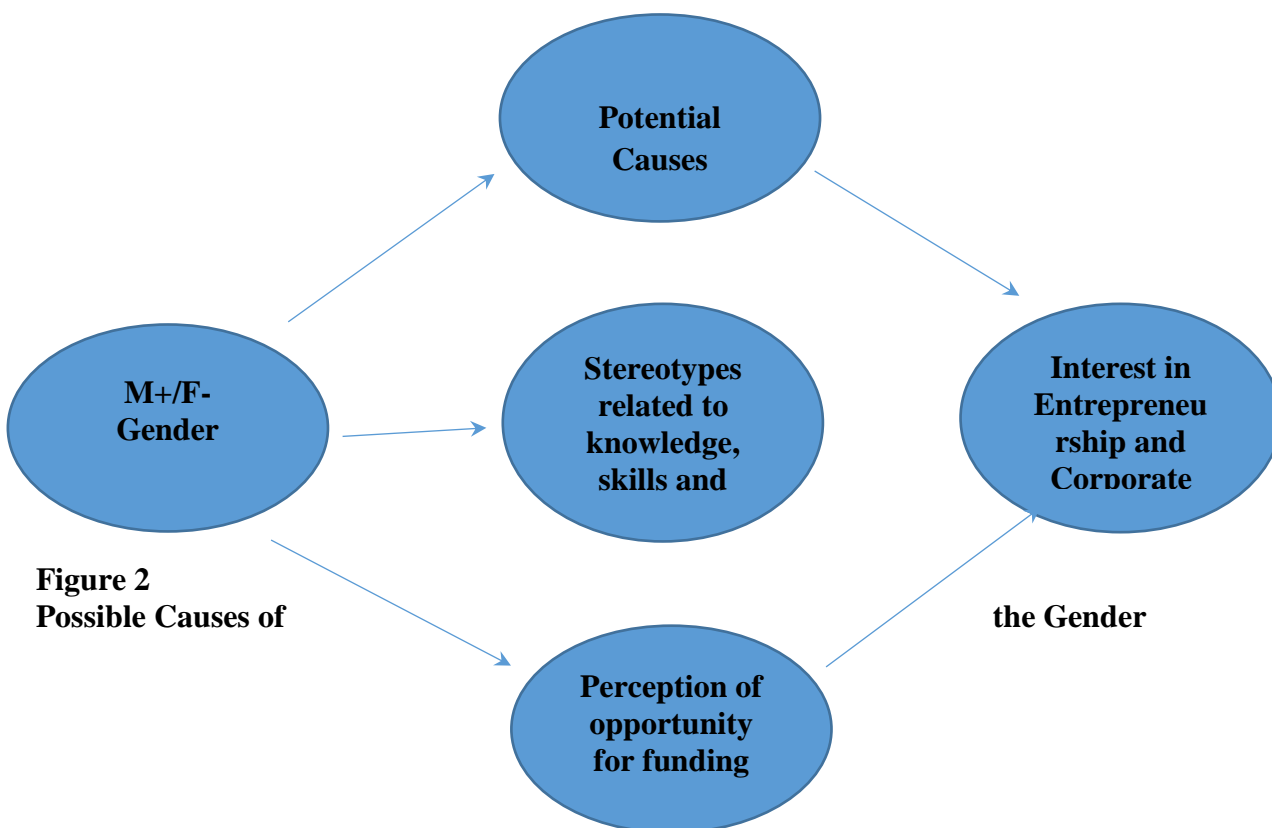 Potential
Causes
M+/F-
Gender
Stereotypes
related to
knowledge,
skills and
Interest in
Entrepreneu
rship and
Corporate
Figure 2
Possible Causes of the Gender
Perception of
opportunity
for funding